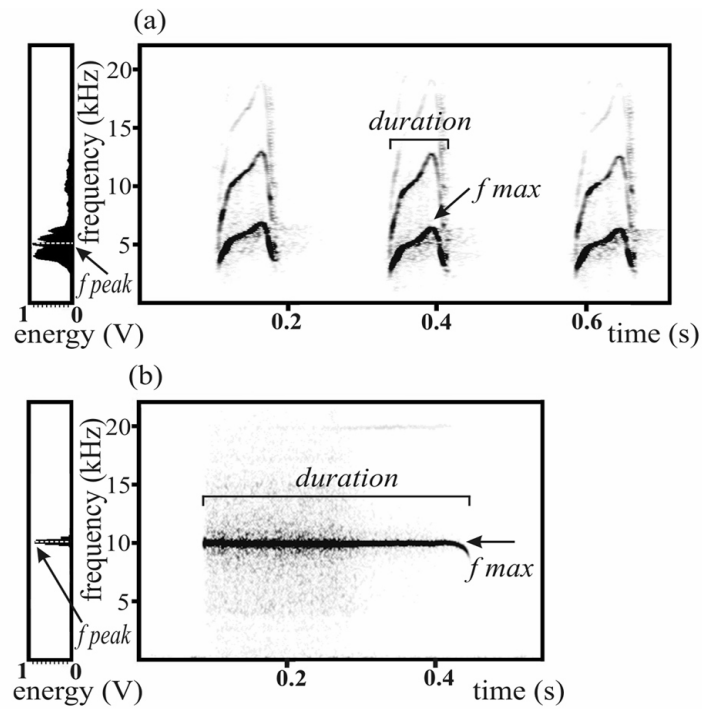 (a)
frequency (kHz)
20
15
10
5
duration
f max
f peak
1 0
energy (V)
0.2 0.4 0.6
time (s)
(b)
frequency (kHz)
20
15
10
5
duration
f max
f peak
1 0
energy (V)
0.2 0.4
time (s)